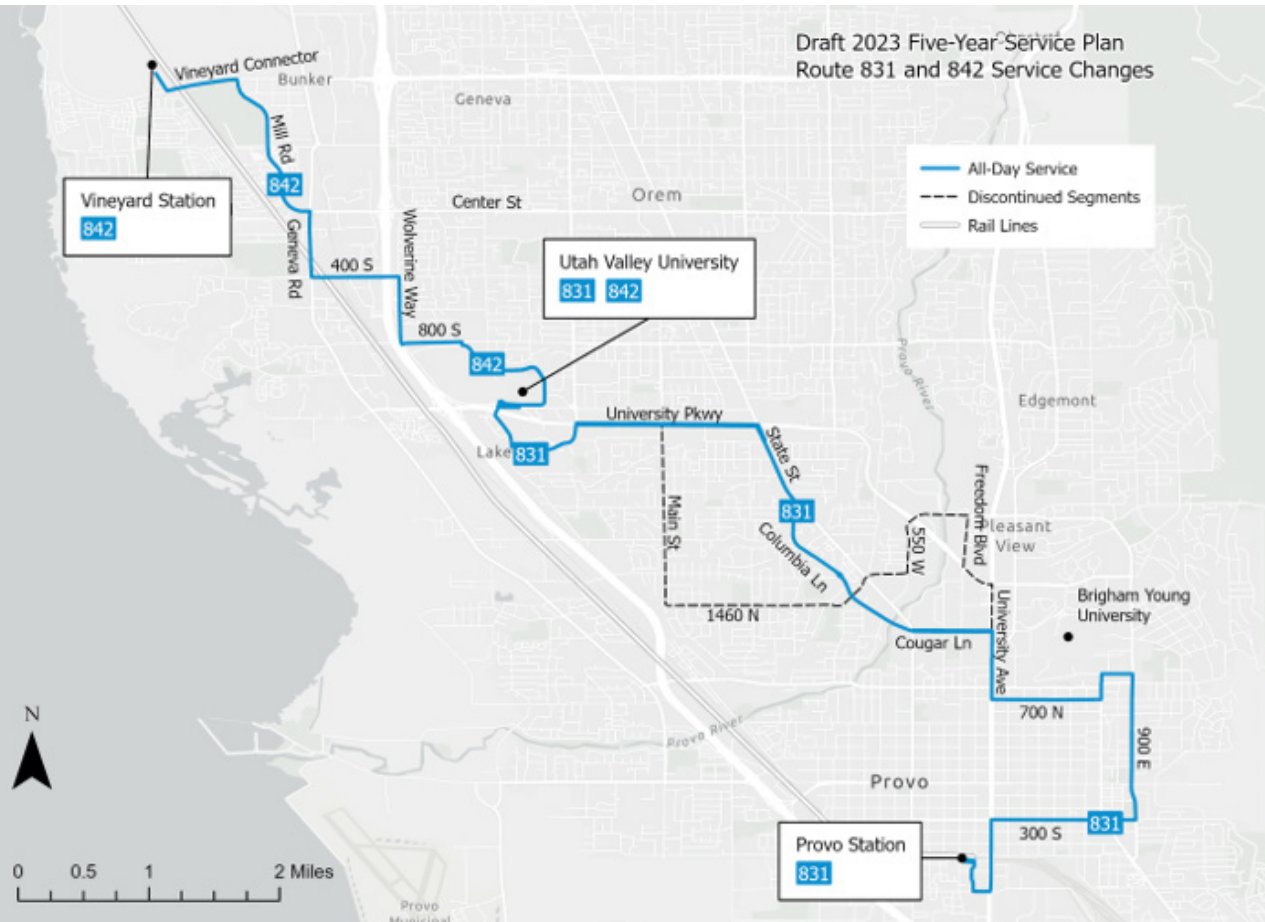 Draft 2023 Five-Year Service Plan
Route 831 and 842 Service Changes
Vineyard Connector
Bunker
Geneva
Mill Rd
842
Vineyard Station
842
Geneva Rd
Center St
Orem
All-Day Service
Discontinued Segments
Rail Lines
Wolverine Way
400 S
Utah Valley University
831 842
800 S
842
Provo River
Edgemont
University Pkwy
Lake
831
State St
831
Main St
Columbia Ln
550 W
Freedom Blvd
Pleasant
View
1460 N
Brigham Young
University
Cougar Ln
University Ave
700 N
N
Provo River
900 E
Provo
300 S
831
Provo Station
831
0 0.5 1 2 Miles
Provo
Municipal